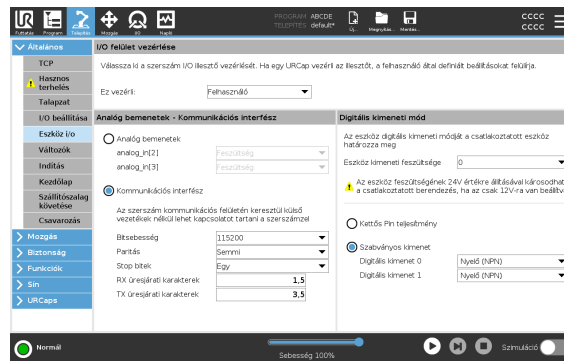 PROGRAM ABCDE
TELEPÍTÉS default*
Futtatás Program Telepítés Mozgás I/O Napló Új... Megnyitás... Mentés...
CCCC
CCCC
Általános
TCP
Hasznos terhelés
Talapzat
I/O beállítása
Eszköz i/o
Változók
Indítás
Kezdőlap
Szállítószalag követése
Csavarozás
Mozgás
Biztonság
Funkciók
Sín
URCaps
I/O felület vezérlése
Válassza ki a szerszám I/O illesztő vezérlését. Ha egy URCap vezérli az illesztőt, a felhasználó által definiált beállításokat felülírja.
Ez vezérli: Felhasználó
Analóg bemenetek - Kommunikációs interfész
Analóg bemenetek
analog_in[2] Feszültség
analog_in[3] Feszültség
Kommunikációs interfész
Az szerszám kommunikációs felületén keresztül külső
vezetékek nélkül lehet kapcsolatot tartani a szerszámzel
Bitsebesség 115200
Paritás Semmi
Stop bitek Egy
RX üresjárati karakterek 1,5
TX üresjárati karakterek 3,5
Digitális kimeneti mód
Az eszköz digitális kimeneti módját a csatlakoztatott eszköz
határozza meg
Eszköz kimeneti feszültsége 0
Az eszköz feszültségének 24V értékre állításával károsodhat
a csatlakoztatott berendezés, ha az csak 12V-ra van beállítv
Kettős Pin teljesítmény
Szabványos kimenet
Digitális kimenet 0 Nyelő (NPN)
Digitális kimenet 1 Nyelő (NPN)
Normál
Sebesség 100%
Szimuláció